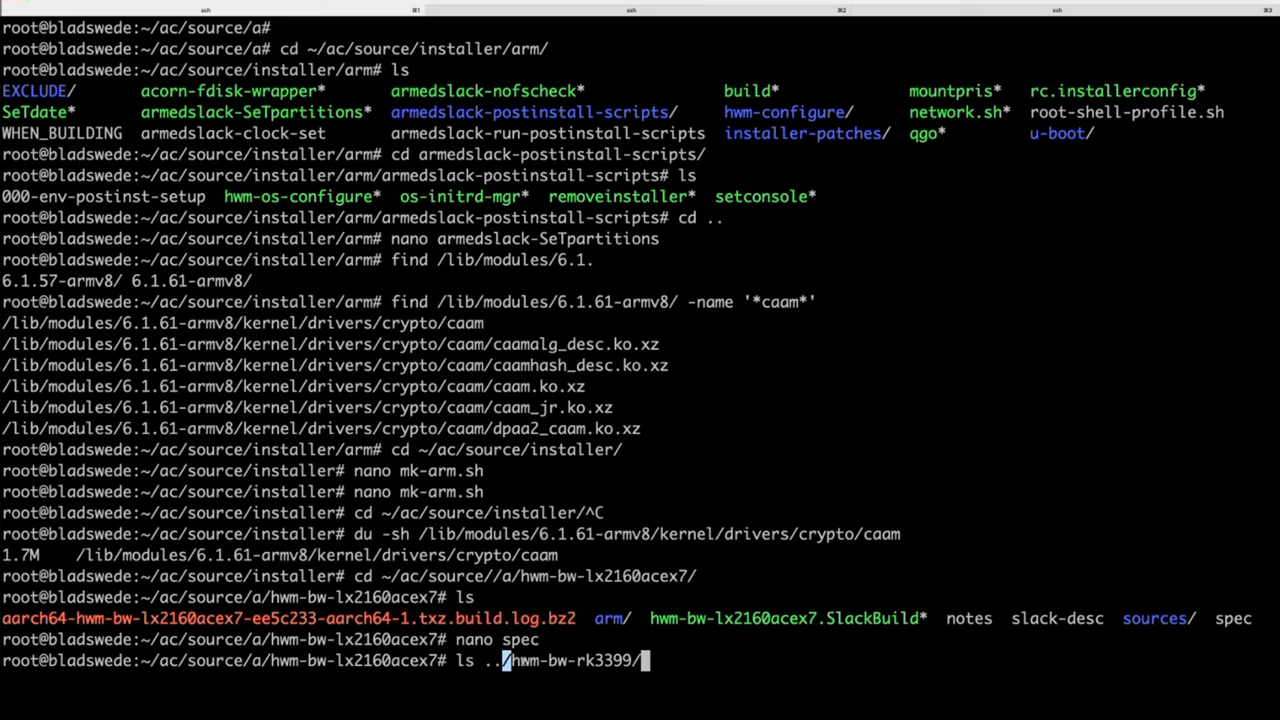 ssh ⌘1 ssh ⌘2 ssh ⌘3
root@bladswede:~/ac/source/a#
root@bladswede:~/ac/source/a# cd ~/ac/source/installer/arm/
root@bladswede:~/ac/source/installer/arm# ls
EXCLUDE/ acorn-fdisk-wrapper* armedslack-nofscheck* build* mountpris* rc.installerconfig*
SeTdate* armedslack-SeTpartitions* armedslack-postinstall-scripts/ hwm-configure/ network.sh* root-shell-profile.sh
WHEN_BUILDING armedslack-clock-set armedslack-run-postinstall-scripts installer-patches/ qgo* u-boot/
root@bladswede:~/ac/source/installer/arm# cd armedslack-postinstall-scripts/
root@bladswede:~/ac/source/installer/arm/armedslack-postinstall-scripts# ls
000-env-postinst-setup hwm-os-configure* os-initrd-mgr* removeinstaller* setconsole*
root@bladswede:~/ac/source/installer/arm/armedslack-postinstall-scripts# cd ..
root@bladswede:~/ac/source/installer/arm# nano armedslack-SeTpartitions
root@bladswede:~/ac/source/installer/arm# find /lib/modules/6.1.
6.1.57-armv8/ 6.1.61-armv8/
root@bladswede:~/ac/source/installer/arm# find /lib/modules/6.1.61-armv8/ -name '*caam*'
/lib/modules/6.1.61-armv8/kernel/drivers/crypto/caam
/lib/modules/6.1.61-armv8/kernel/drivers/crypto/caam/caamalg_desc.ko.xz
/lib/modules/6.1.61-armv8/kernel/drivers/crypto/caam/caamhash_desc.ko.xz
/lib/modules/6.1.61-armv8/kernel/drivers/crypto/caam/caam.ko.xz
/lib/modules/6.1.61-armv8/kernel/drivers/crypto/caam/caam_jr.ko.xz
/lib/modules/6.1.61-armv8/kernel/drivers/crypto/caam/dpaa2_caam.ko.xz
root@bladswede:~/ac/source/installer/arm# cd ~/ac/source/installer/
root@bladswede:~/ac/source/installer# nano mk-arm.sh
root@bladswede:~/ac/source/installer# nano mk-arm.sh
root@bladswede:~/ac/source/installer# cd ~/ac/source/installer/^C
root@bladswede:~/ac/source/installer# du -sh /lib/modules/6.1.61-armv8/kernel/drivers/crypto/caam
1.7M /lib/modules/6.1.61-armv8/kernel/drivers/crypto/caam
root@bladswede:~/ac/source/installer# cd ~/ac/source//a/hwm-bw-lx2160acex7/
root@bladswede:~/ac/source/a/hwm-bw-lx2160acex7# ls
aarch64-hwm-bw-lx2160acex7-ee5c233-aarch64-1.txz.build.log.bz2 arm/ hwm-bw-lx2160acex7.SlackBuild* notes slack-desc sources/ spec
root@bladswede:~/ac/source/a/hwm-bw-lx2160acex7# nano spec
root@bladswede:~/ac/source/a/hwm-bw-lx2160acex7# ls ../hwm-bw-rk3399/